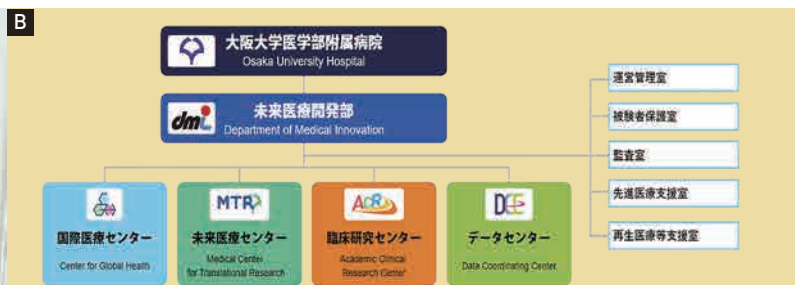 B
大阪大学医学部附属病院
Osaka University Hospital
dmi
未来医療開発部
Department of Medical Innovation
運営管理室
被験者保護室
監査室
先進医療支援室
再生医療等支援室
国際医療センター
Center for Global Health
MTR
未来医療センター
Medical Center
for Translational Research
ACR
臨床研究センター
Academic Clinical
Research Center
DCC
データセンター
Data Coordinating Center